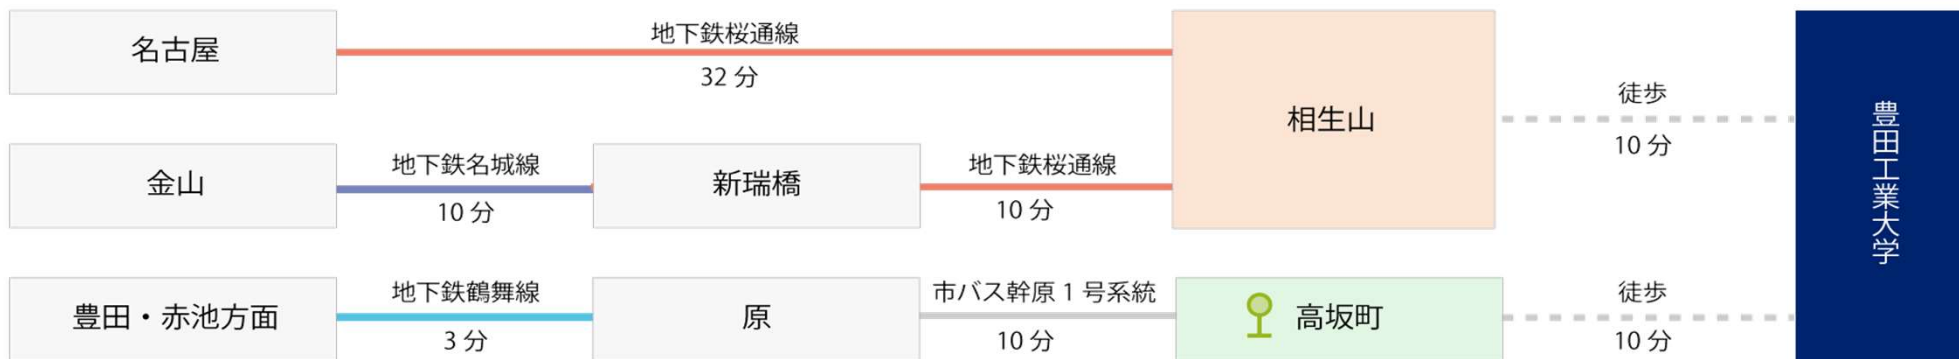 名古屋
地下鉄桜通線
32 分
相生山
徒歩
10 分
豊田工業大学
金山
地下鉄名城線
10 分
新瑞橋
地下鉄桜通線
10 分
豊田・赤池方面
地下鉄鶴舞線
3 分
原
市バス幹原 1 号系統
10 分
高坂町
徒歩
10 分